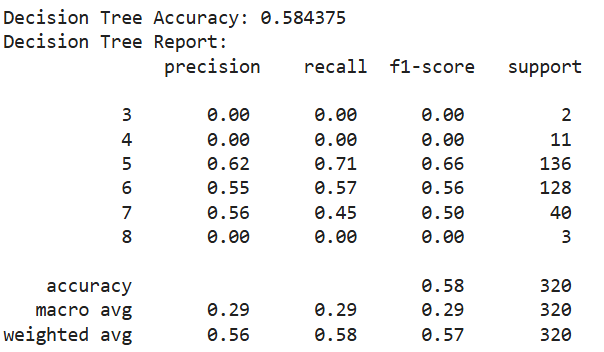 Decision Tree Accuracy: 0.584375
Decision Tree Report:
precision recall f1-score support
3 0.00 0.00 0.00 2
4 0.00 0.00 0.00 11
5 0.62 0.71 0.66 136
6 0.55 0.57 0.56 128
7 0.56 0.45 0.50 40
8 0.00 0.00 0.00 3
accuracy 0.58 320
macro avg 0.29 0.29 0.29 320
weighted avg 0.56 0.58 0.57 320